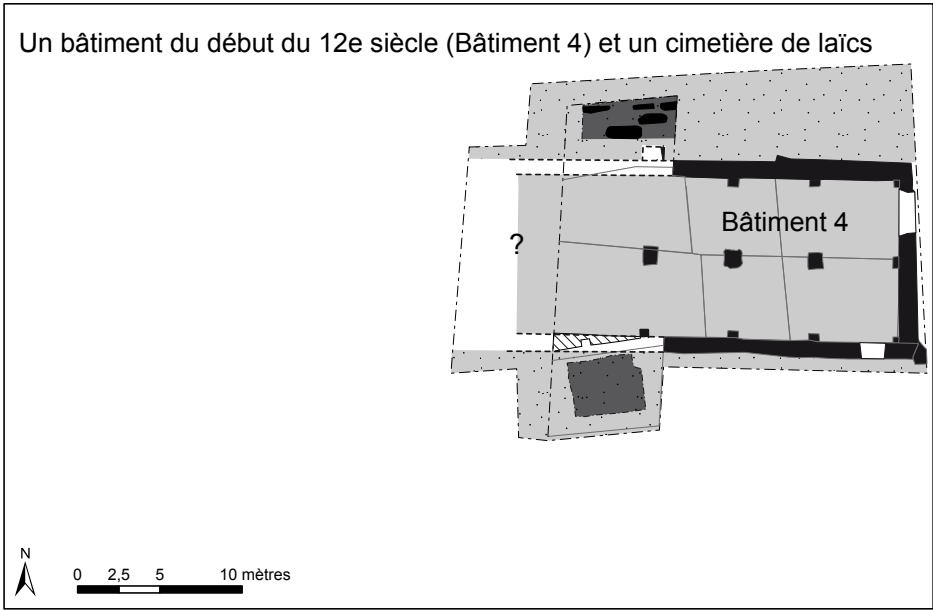 Un bâtiment du début du 12e siècle (Bâtiment 4) et un cimetière de laïcs
Bâtiment 4
?
N
0 2,5 5 10 mètres